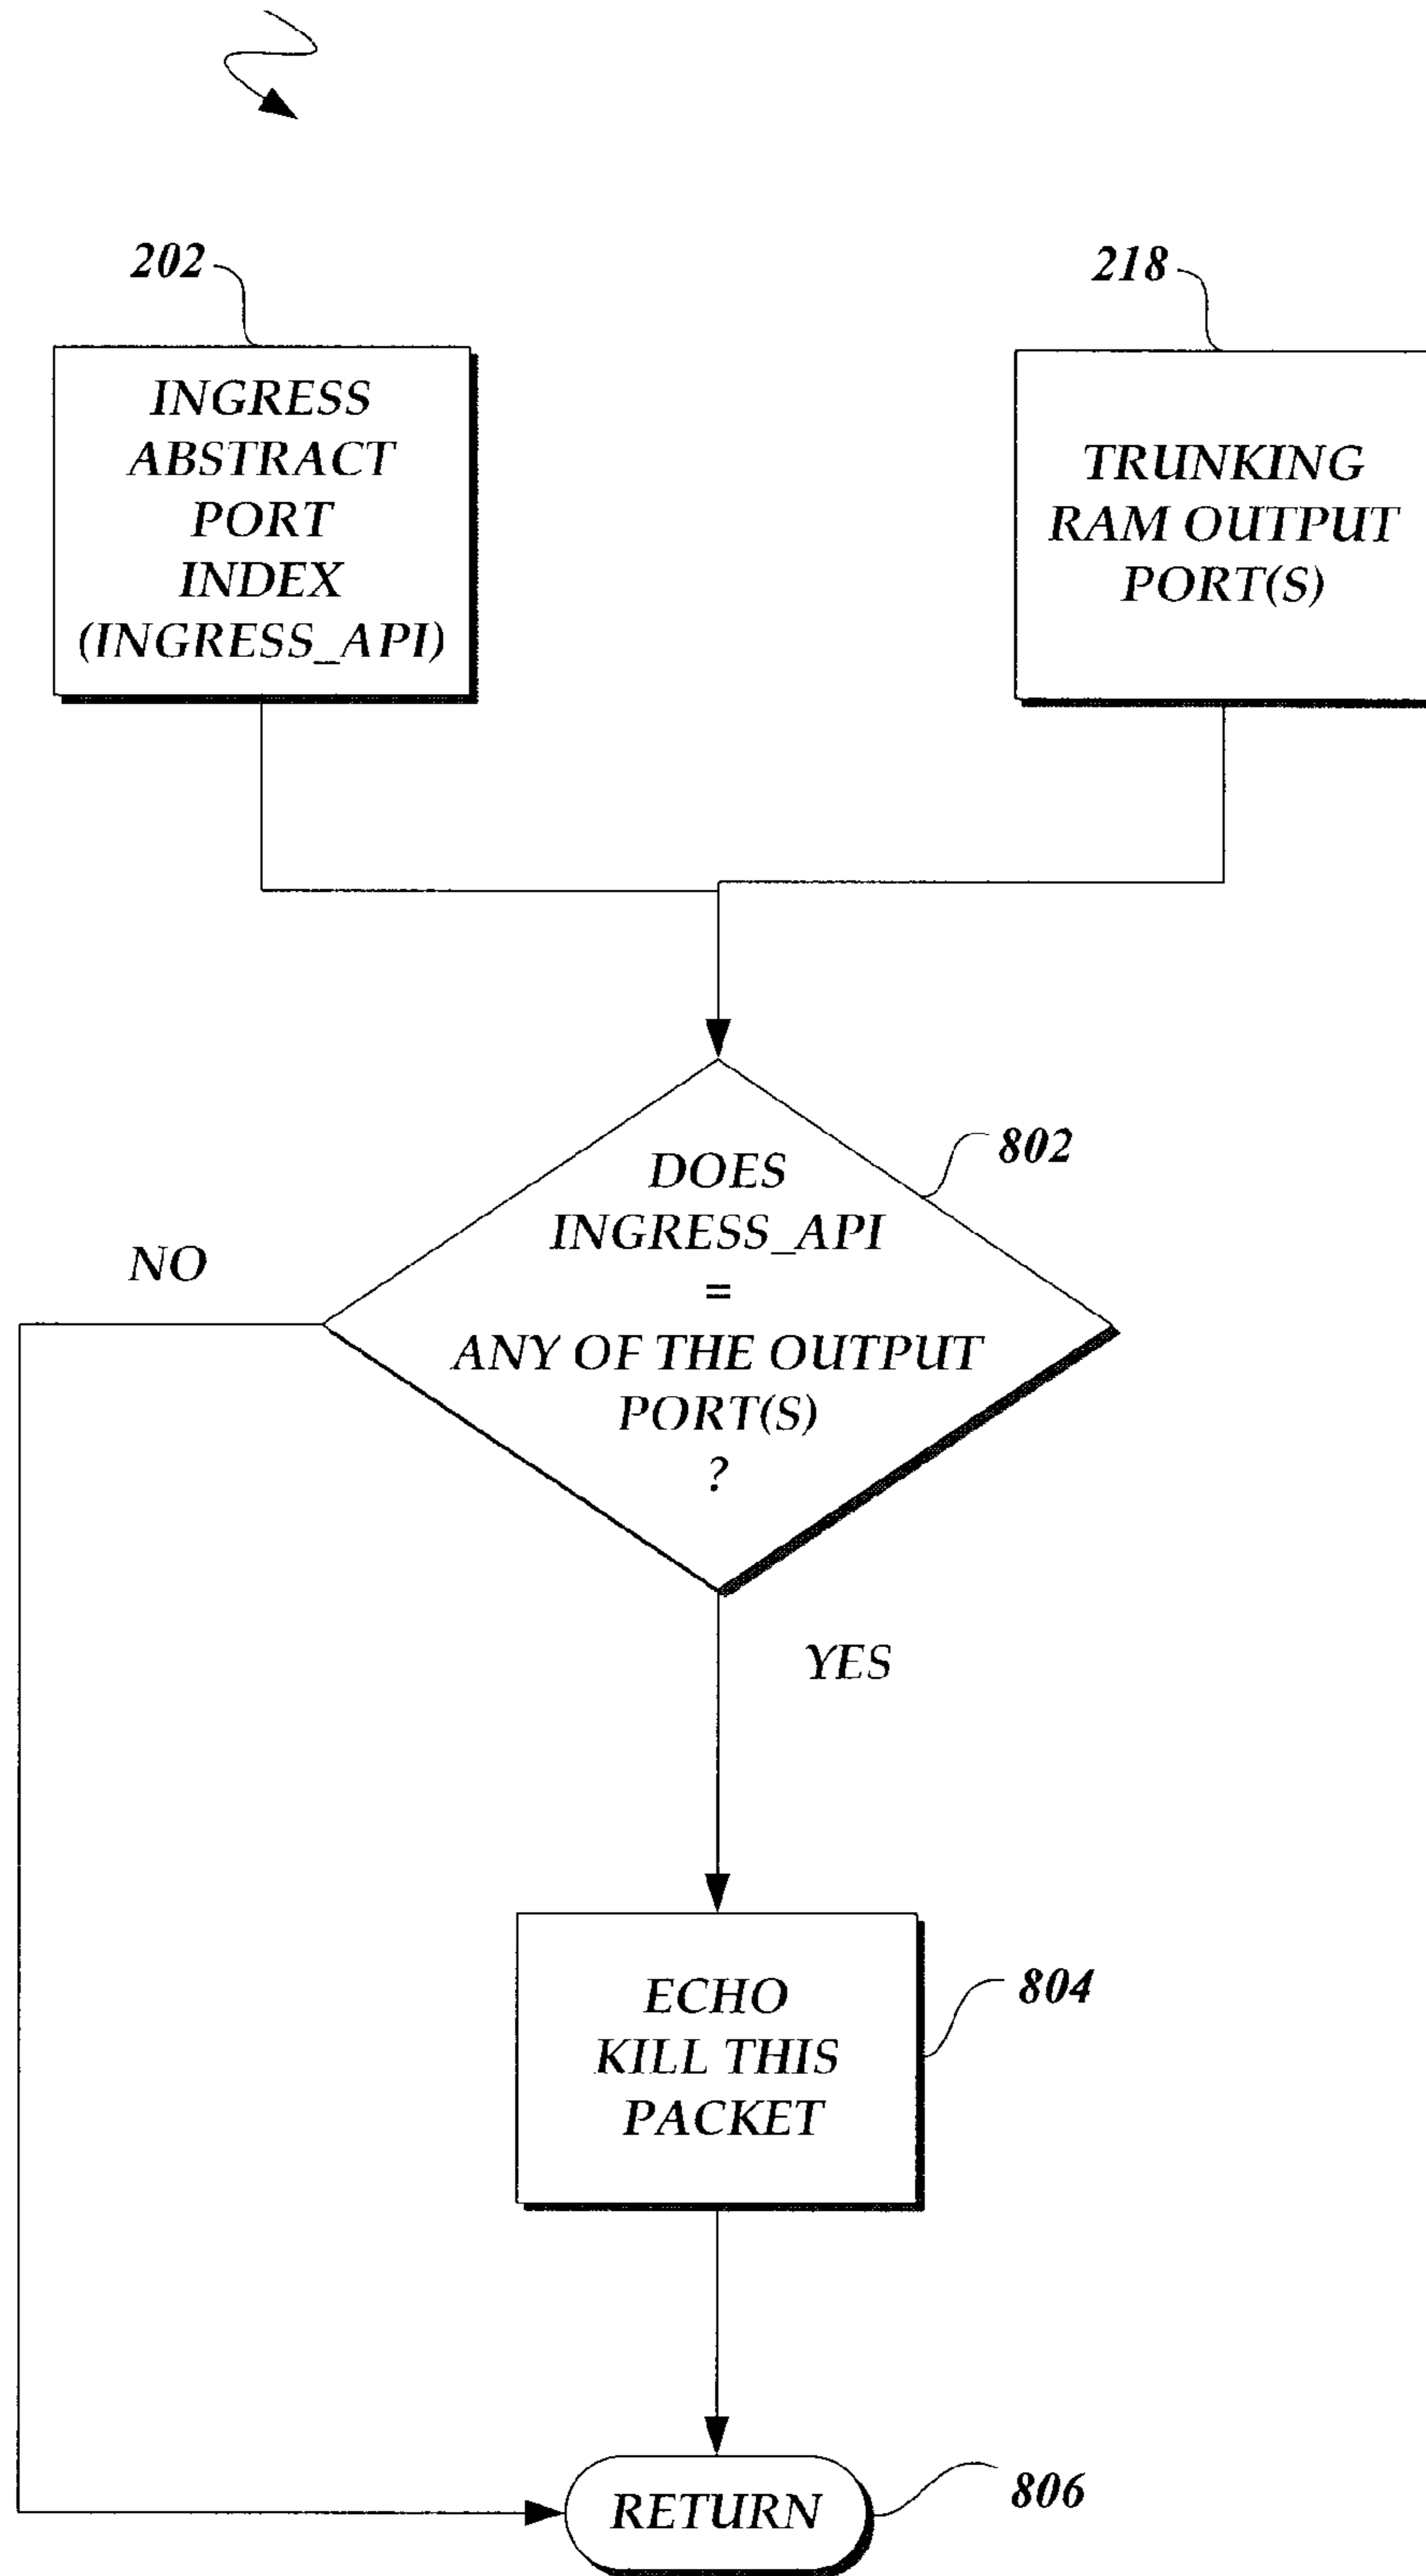 202
218
INGRESS
ABSTRACT
PORT
INDEX
(INGRESS_API)
TRUNKING
RAM OUTPUT
PORT(S)
802
DOES
INGRESS_API
=
ANY OF THE OUTPUT
PORT(S)
?
NO
YES
804
ECHO
KILL THIS
PACKET
806
RETURN